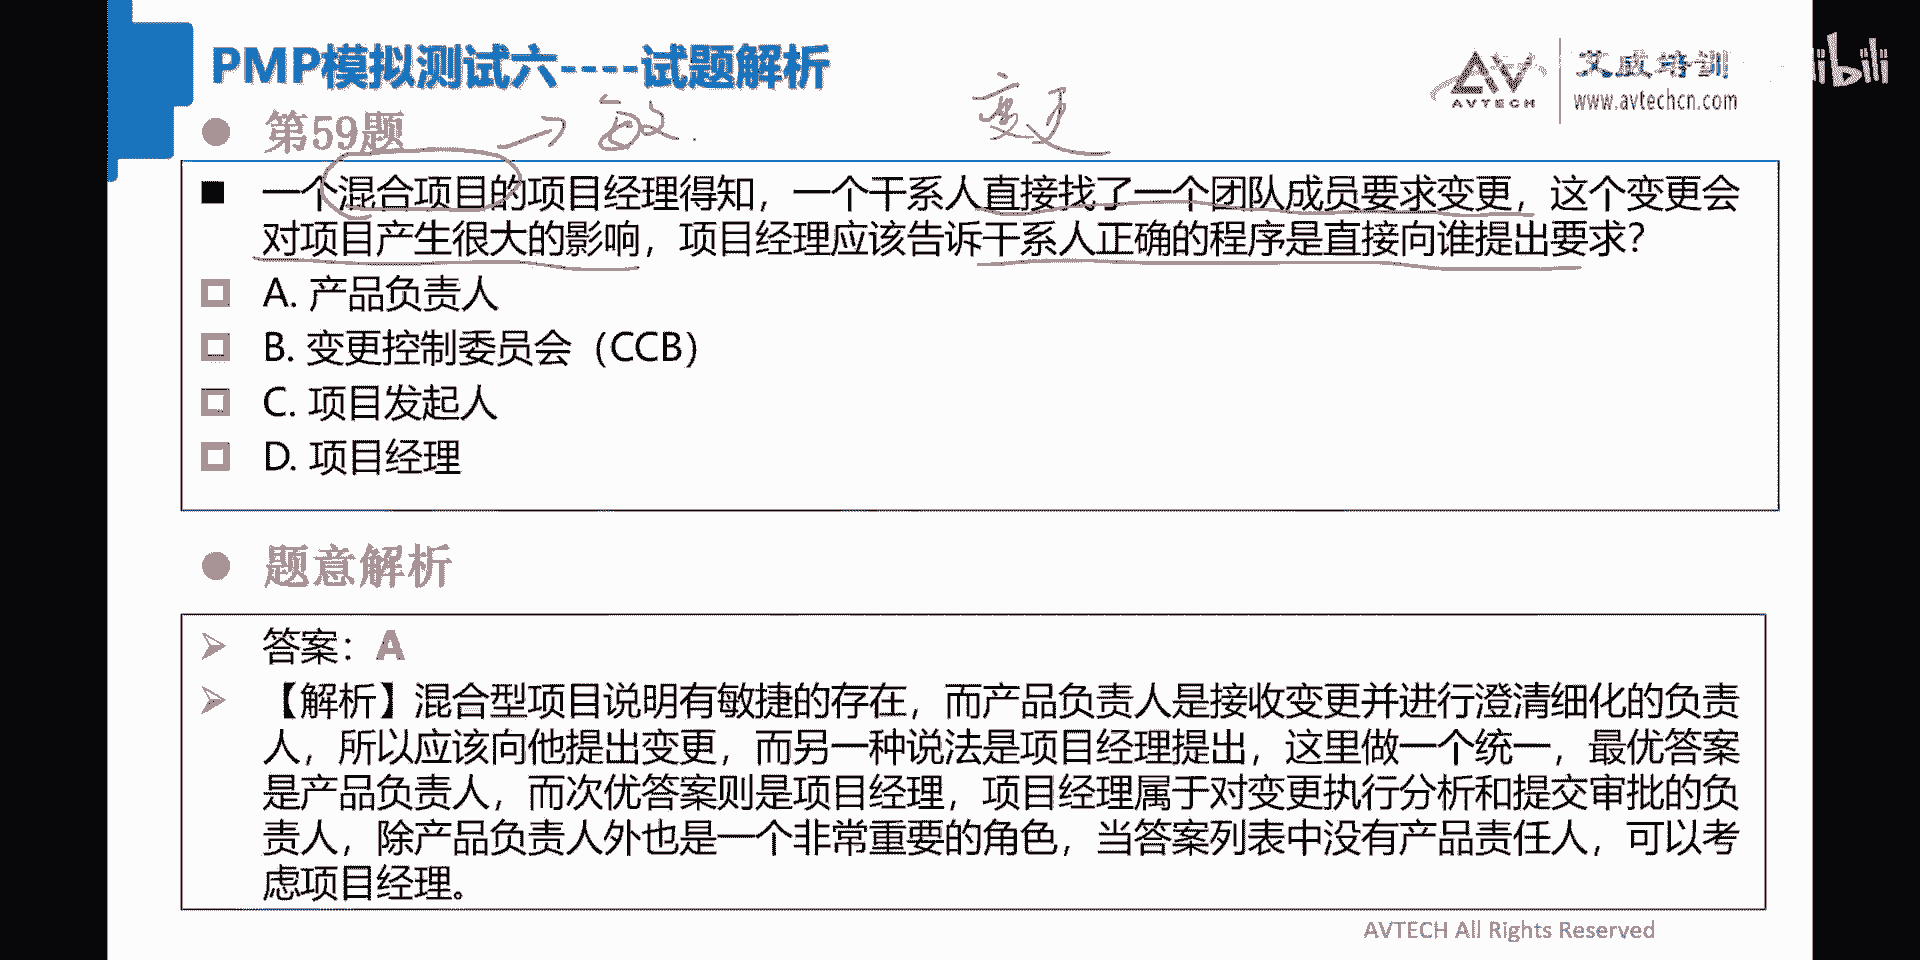 PMP模拟测试六----试题解析
艾威培训
AVTECH
www.avtechcn.com
libili
第59题
→ 敏
变更
一个混合项目的项目经理得知，一个干系人直接找了一个团队成员要求变更，这个变更会
对项目产生很大的影响，项目经理应该告诉干系人正确的程序是直接向谁提出要求？
A. 产品负责人
B. 变更控制委员会（CCB）
C. 项目发起人
D. 项目经理
题意解析
答案：A
【解析】混合型项目说明有敏捷的存在，而产品负责人是接收变更并进行澄清细化的负责
人，所以应该向他提出变更，而另一种说法是项目经理提出，这里做一个统一，最优答案
是产品负责人，而次优答案则是项目经理，项目经理属于对变更执行分析和提交审批的负
责人，除产品负责人外也是一个非常重要的角色，当答案列表中没有产品责任人，可以考
虑项目经理。
AVTECH All Rights Reserved